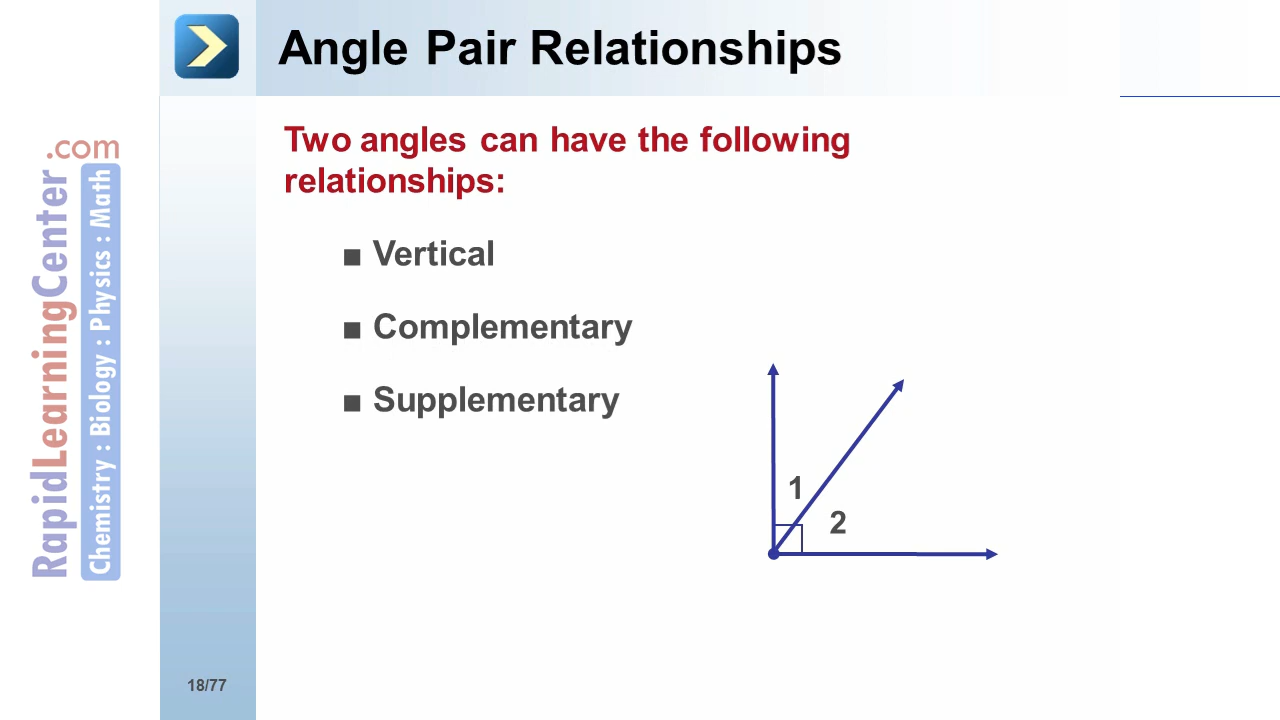 Angle Pair Relationships
Two angles can have the following
relationships:
■ Vertical
■ Complementary
■ Supplementary
1
2
RapidLearningCenter.com
Chemistry : Biology : Physics : Math
18/77